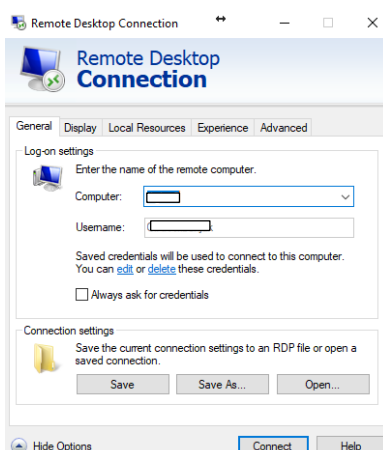 Remote Desktop Connection
Remote Desktop
Connection
General Display Local Resources Experience Advanced
Log-on settings
Enter the name of the remote computer.
Computer:
Username:
Saved credentials will be used to connect to this computer.
You can edit or delete these credentials.
Always ask for credentials
Connection settings
Save the current connection settings to an RDP file or open a
saved connection.
Save Save As... Open...
Hide Options Connect Help